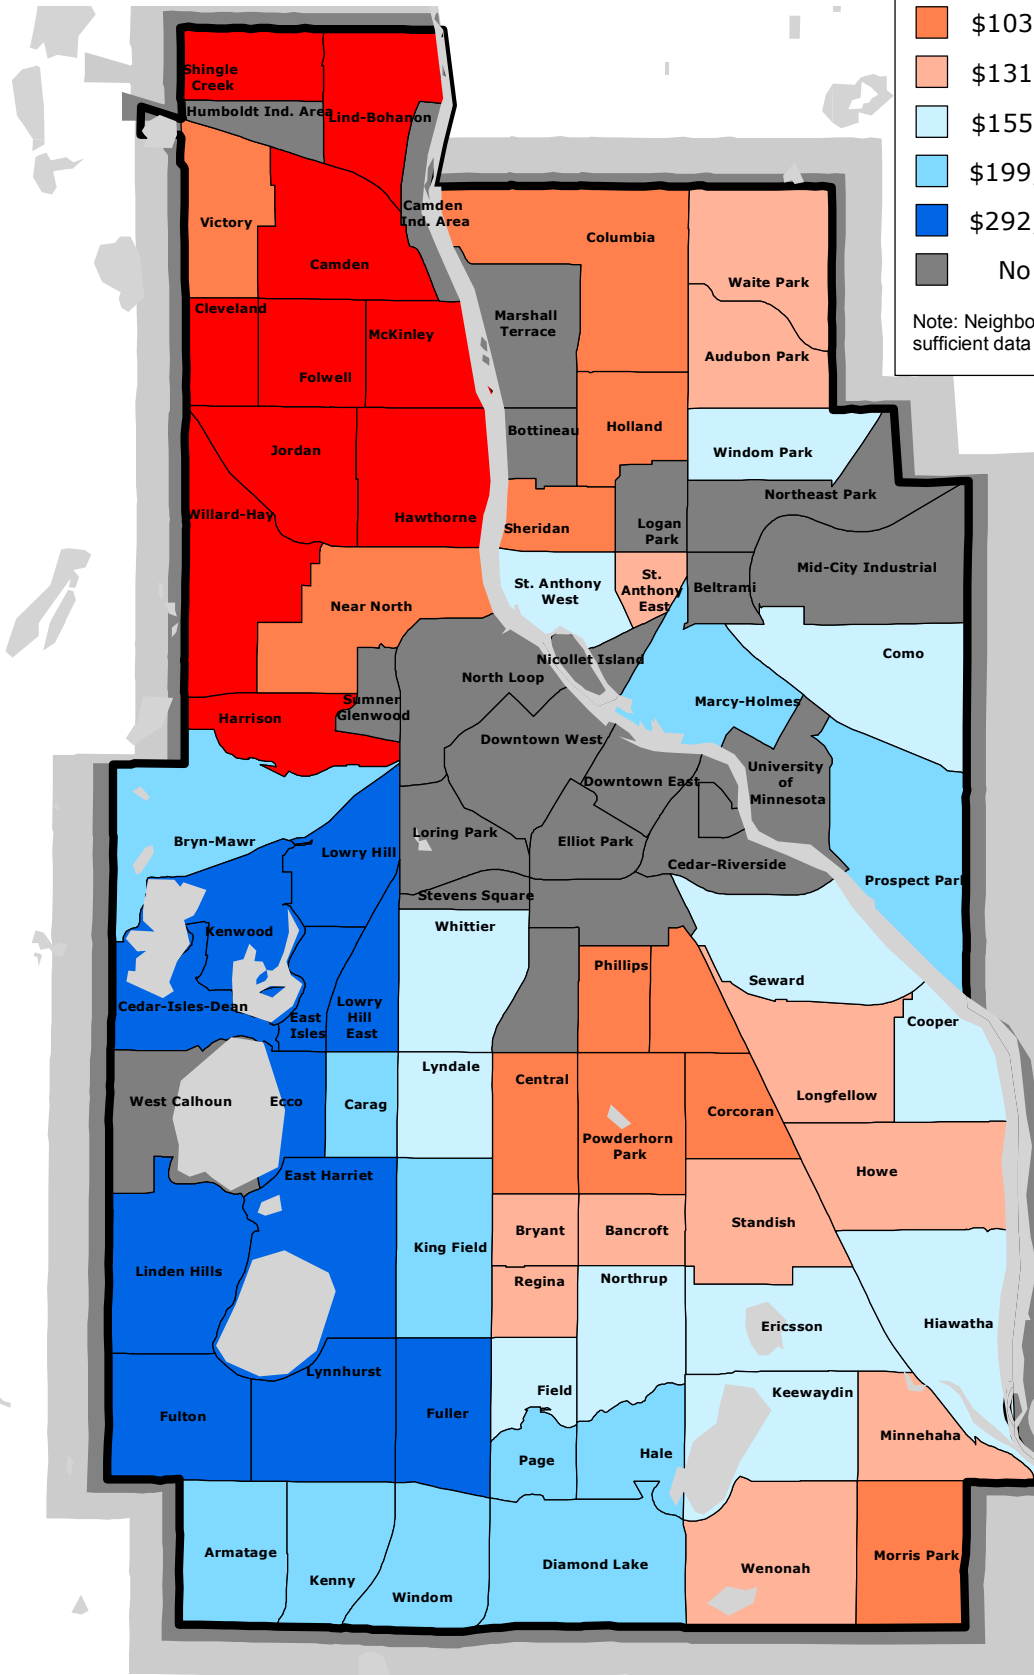 $103
$131
$155
$199
$292
No
Note: Neighbo
sufficient data
Shingle
Creek
Humboldt Ind. Area
Lind-Bohanon
Camden
Ind. Area
Victory
Columbia
Camden
Waite Park
Cleveland
Marshall
Terrace
McKinley
Audubon Park
Folwell
Holland
Bottineau
Jordan
Windom Park
Northeast Park
Willard-Hay
Hawthorne
Sheridan
Logan
Park
Mid-City Industrial
St. Anthony
West
St.
Anthony
East
Beltrami
Near North
Como
Nicollet Island
North Loop
Sumner
Glenwood
Marcy-Holmes
Harrison
Downtown West
University
of
Minnesota
Downtown East
Loring Park
Bryn-Mawr
Elliot Park
Lowry Hill
Cedar-Riverside
Prospect Park
Stevens Square
Whittier
Kenwood
Phillips
Seward
Cedar-Isles-Dean
Lowry
Hill
East
East
Isles
Cooper
Lyndale
Central
Longfellow
West Calhoun
Ecco
Carag
Corcoran
Powderhorn
Park
East Harriet
Howe
Bryant
Bancroft
Standish
King Field
Linden Hills
Regina
Northrup
Ericsson
Hiawatha
Lynnhurst
Field
Keewaydin
Fulton
Fuller
Minnehaha
Page
Hale
Armatage
Morris Park
Diamond Lake
Wenonah
Kenny
Windom